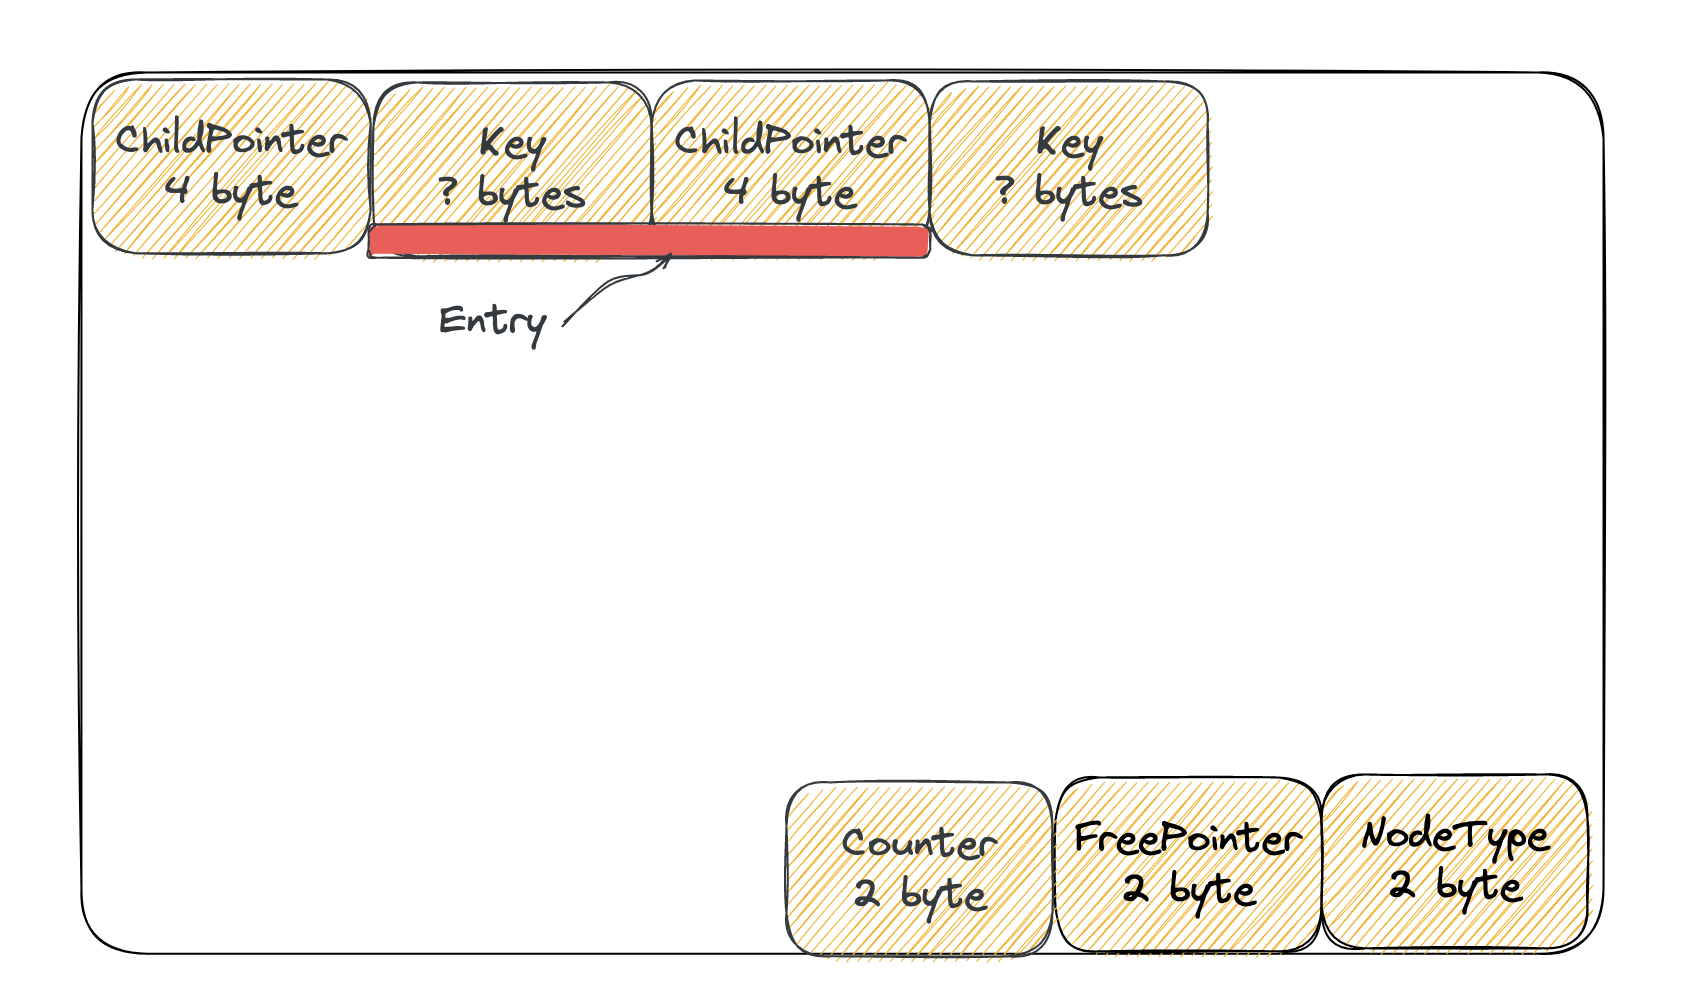 ChildPointer
4 byte
Key
? bytes
ChildPointer
4 byte
Key
? bytes
Entry
Counter
2 byte
FreePointer
2 byte
NodeType
2 byte